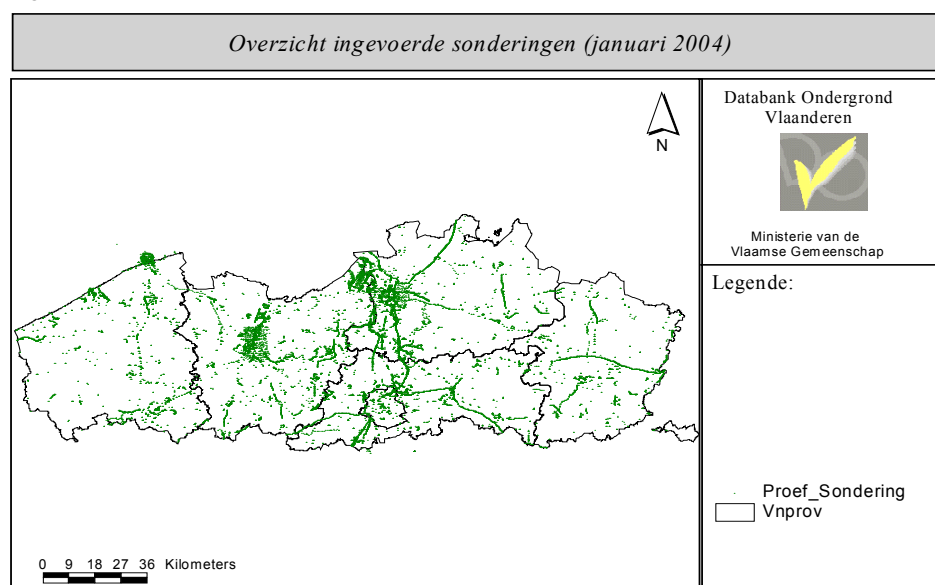 Overzicht ingevoerde sonderingen (januari 2004)
N
Databank Ondergrond
Vlaanderen
Ministerie van de
Vlaamse Gemeenschap
Legende:
Proef_Sondering
Vnprov
0 9 18 27 36 Kilometers